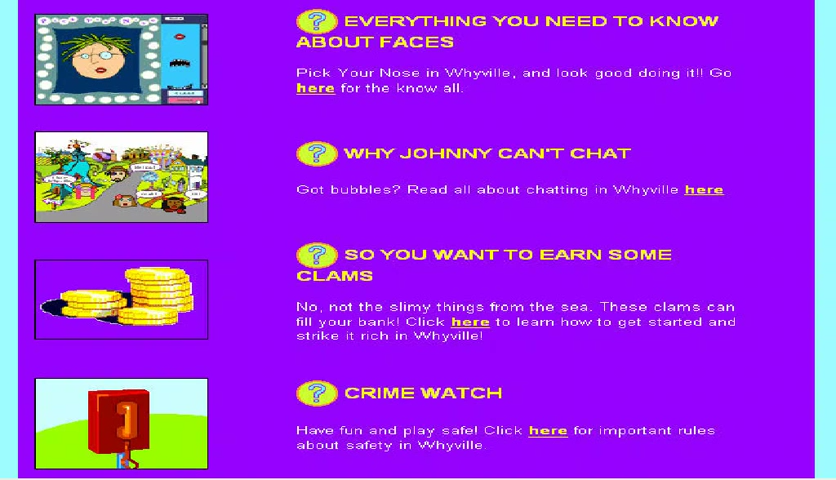 ? EVERYTHING YOU NEED TO KNOW
ABOUT FACES
Pick Your Nose in Whyville, and look good doing it!! Go
here for the know all.
? WHY JOHNNY CAN'T CHAT
Got bubbles? Read all about chatting in Whyville here
? SO YOU WANT TO EARN SOME
CLAMS
No, not the slimy things from the sea. These clams can
fill your bank! Click here to learn how to get started and
strike it rich in Whyville!
? CRIME WATCH
Have fun and play safe! Click here for important rules
about safety in Whyville.